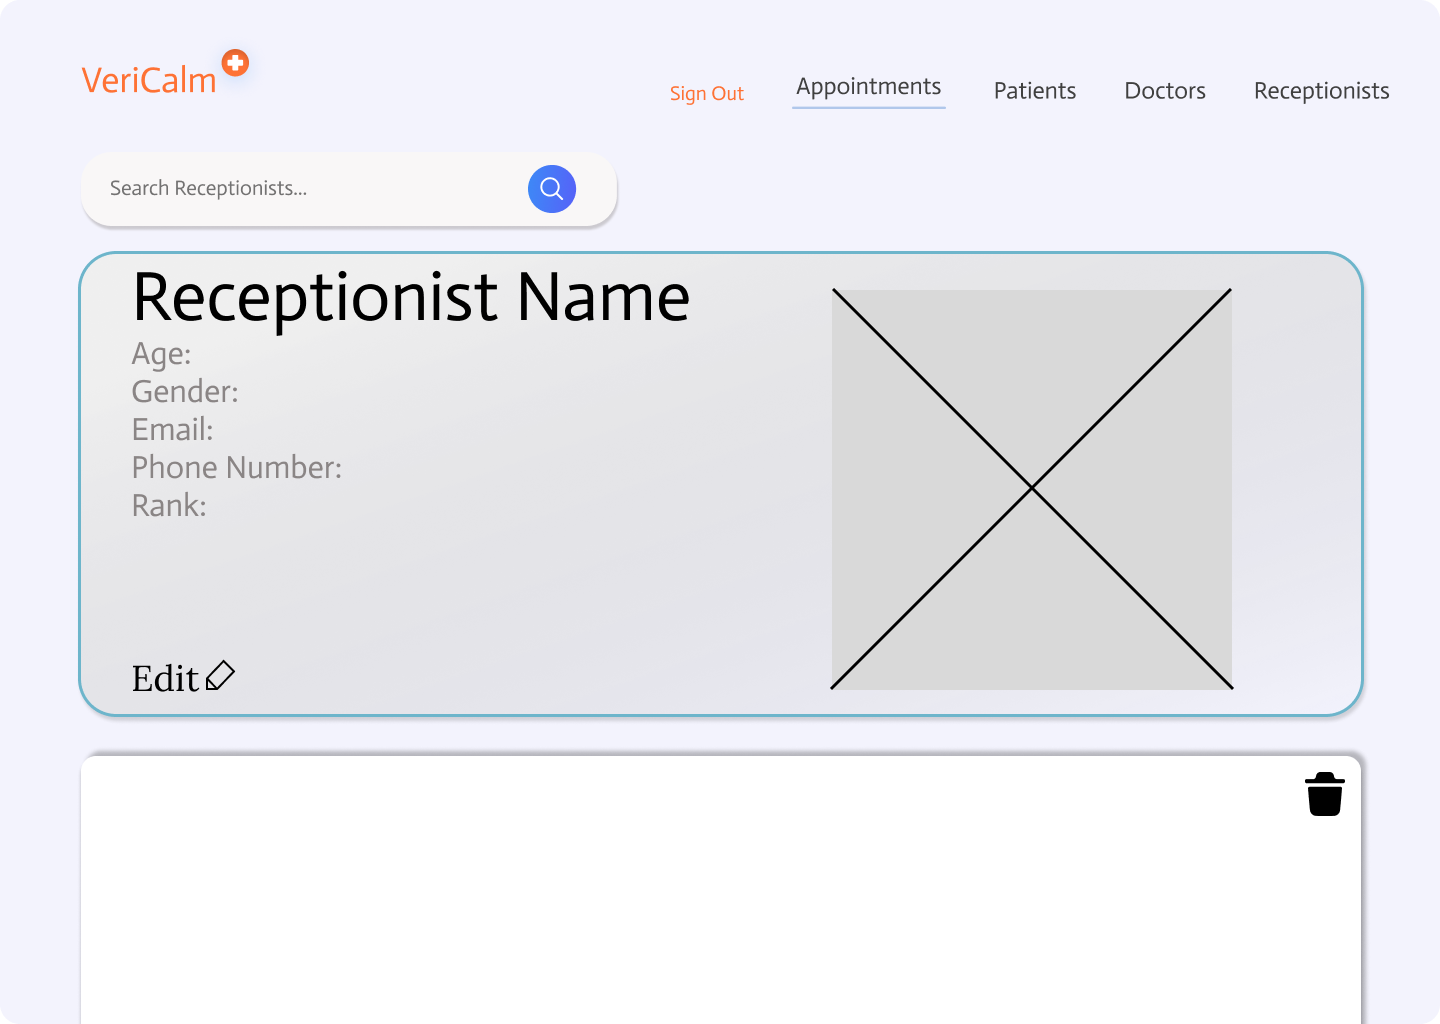 VeriCalm
Sign Out Appointments Patients Doctors Receptionists
Search Receptionists...
Receptionist Name
Age:
Gender:
Email:
Phone Number:
Rank:
Edit